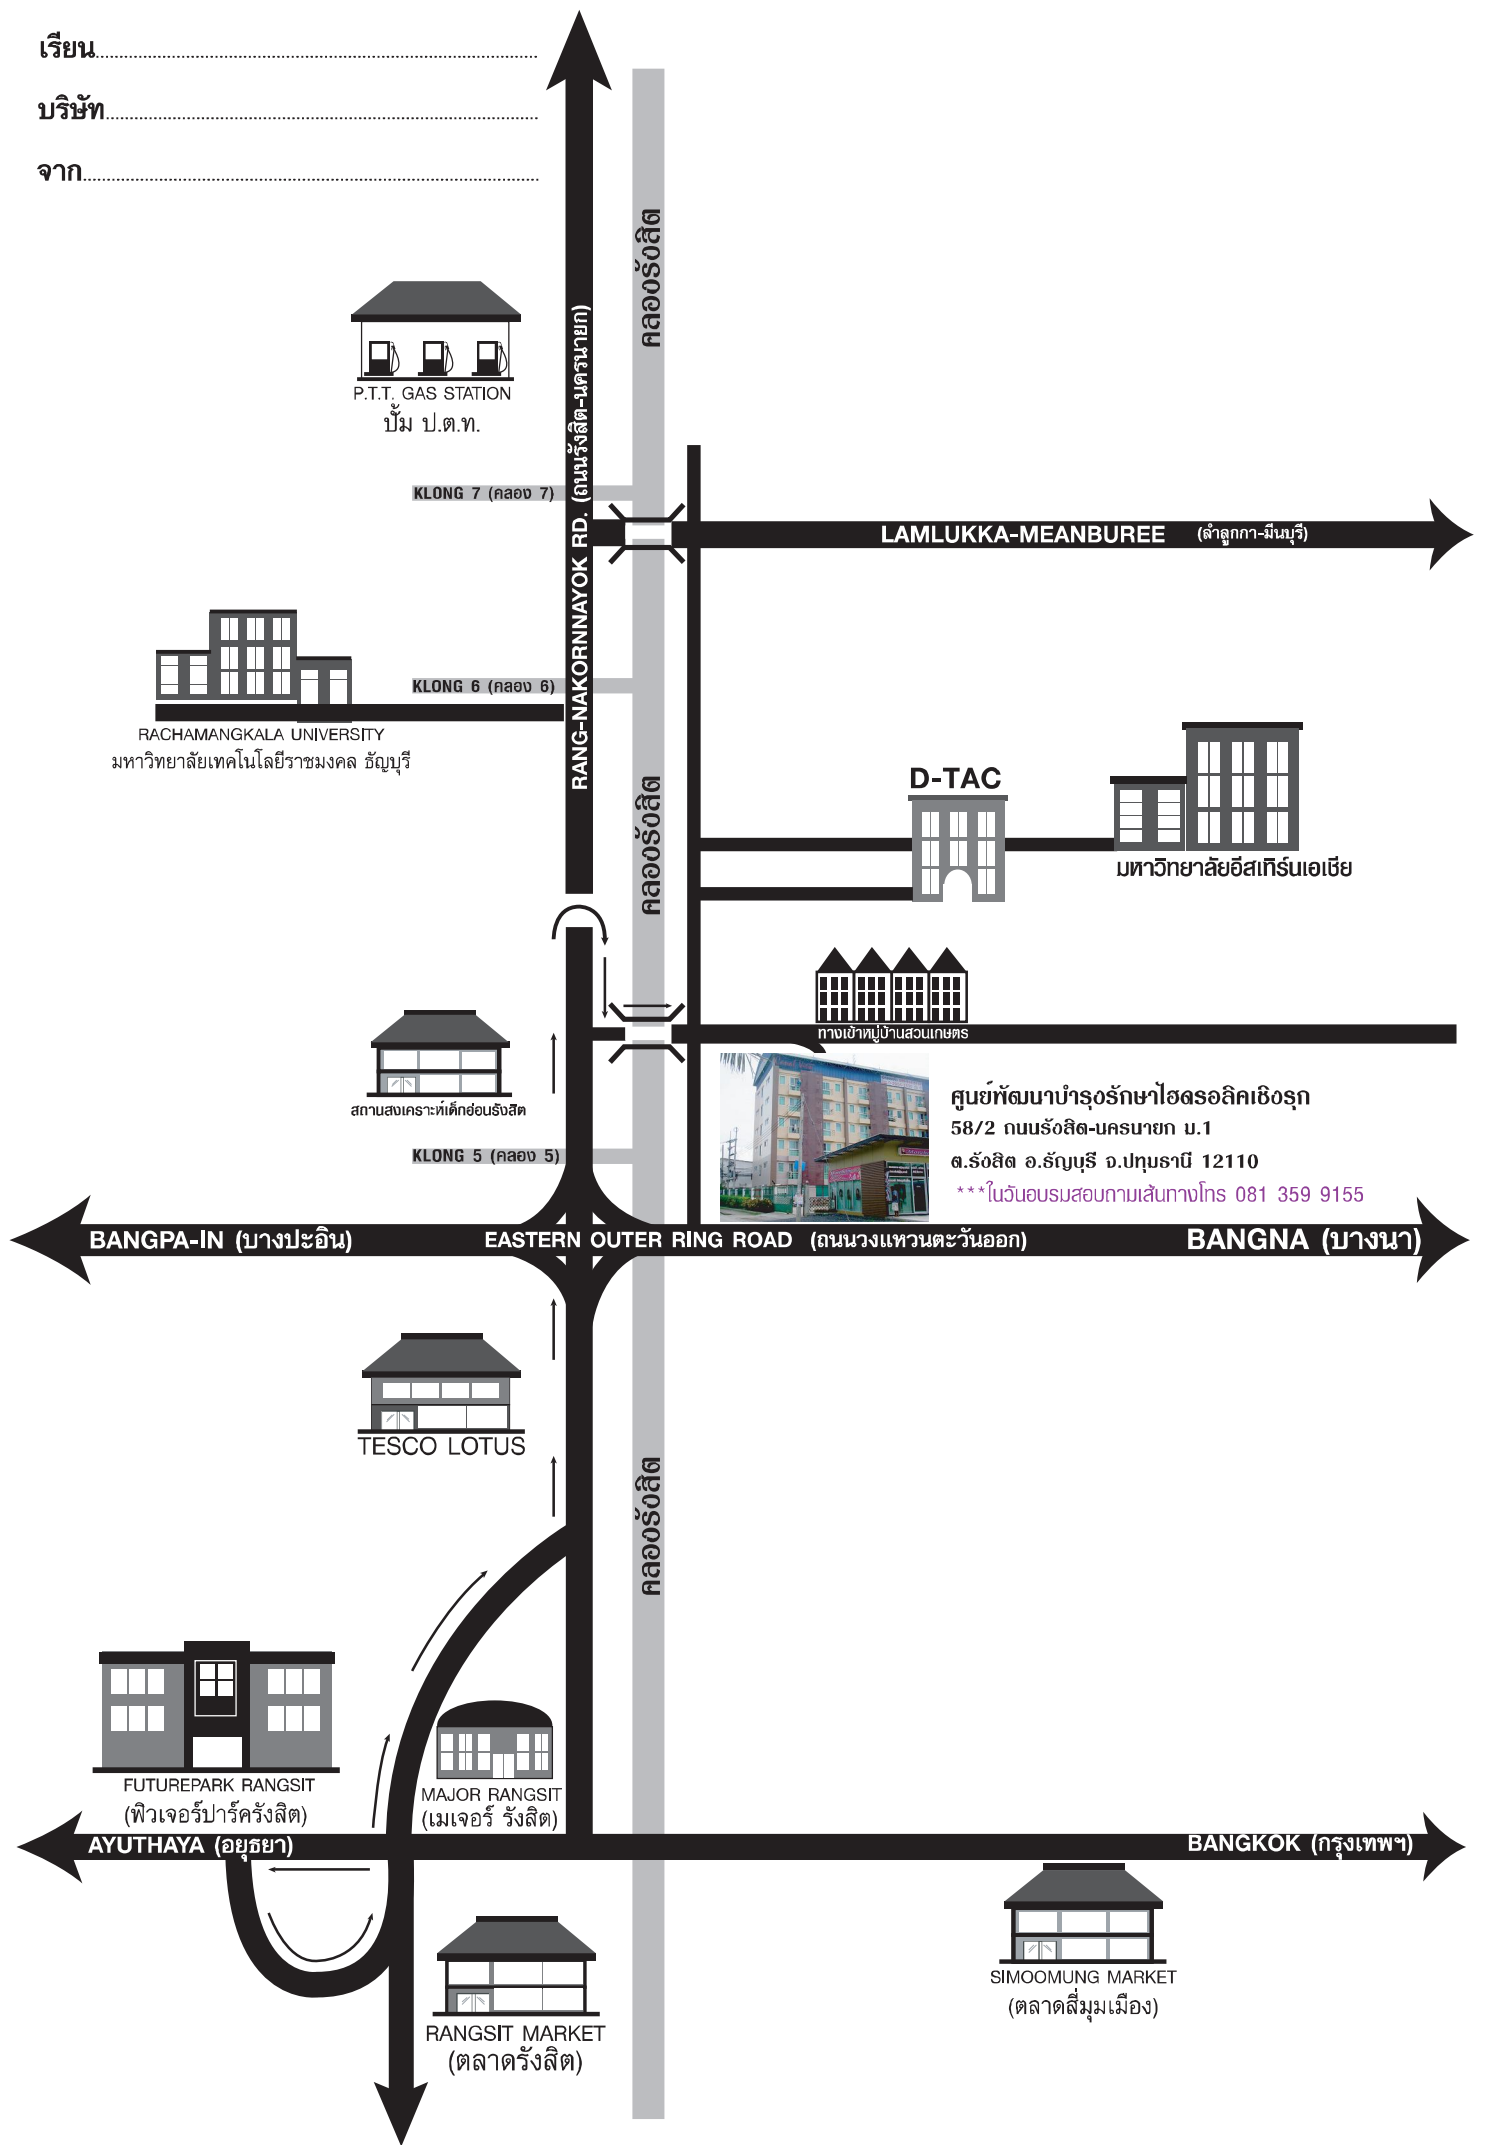 เรียน
บริษัท
จาก
คลองรังสิต
P.T.T. GAS STATION
ปั้ม ป.ต.ท.
RANG-NAKORNNAYOK RD. (ถนนรังสิต-นครนายก)
KLONG 7 (คลอง 7)
LAMLUKKA-MEANBUREE (ลำลูกกา-มีนบุรี)
KLONG 6 (คลอง 6)
RACHAMANGKALA UNIVERSITY
มหาวิทยาลัยเทคโนโลยีราชมงคล ธัญบุรี
คลองรังสิต
D-TAC
มหาวิทยาลัยอีสเทิร์นเอเชีย
ทางเข้าหมู่บ้านสวนเกษตร
สถานสงเคราะห์เด็กอ่อนรังสิต
ศูนย์พัฒนาบำรุงรักษาไฮดรอลิคเชิงรุก
58/2 ถนนรังสิต-นครนายก ม.1
ต.รังสิต อ.ธัญบุรี จ.ปทุมธานี 12110
***ในวันอบรมสอบถามเส้นทางโทร 081 359 9155
KLONG 5 (คลอง 5)
BANGPA-IN (บางปะอิน)
EASTERN OUTER RING ROAD (ถนนวงแหวนตะวันออก)
BANGNA (บางนา)
TESCO LOTUS
คลองรังสิต
FUTUREPARK RANGSIT
(ฟิวเจอร์ปาร์ครังสิต)
MAJOR RANGSIT
(เมเจอร์ รังสิต)
AYUTHAYA (อยุธยา)
BANGKOK (กรุงเทพฯ)
SIMOOMUNG MARKET
(ตลาดสี่มุมเมือง)
RANGSIT MARKET
(ตลาดรังสิต)